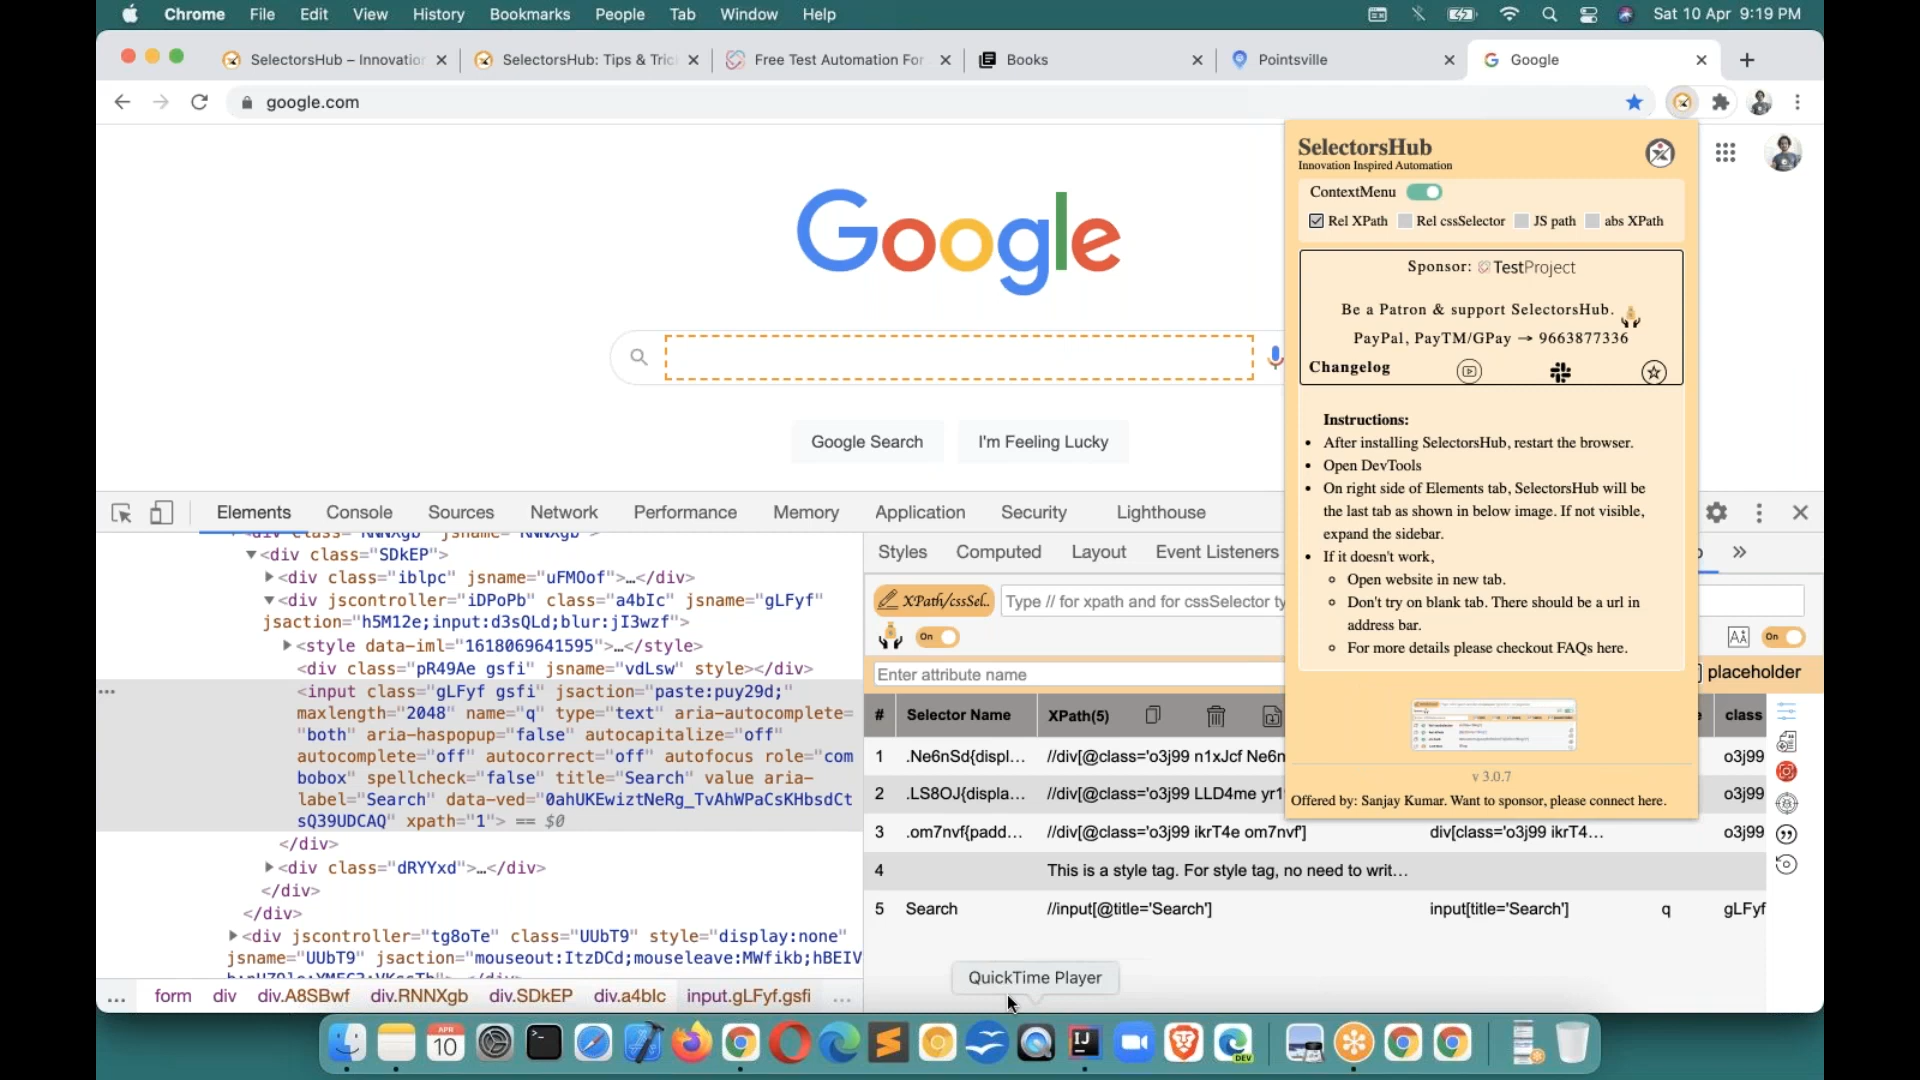 Chrome File Edit View History Bookmarks People Tab Window Help Sat 10 Apr 9:19 PM
SelectorsHub – Innovation SelectorsHub: Tips & Tric Free Test Automation For Books Pointsville Google
google.com
SelectorsHub
Innovation Inspired Automation
ContextMenu
Rel XPath Rel cssSelector JS path abs XPath
Google
Sponsor: TestProject
Be a Patron & support SelectorsHub.
PayPal, PayTM/GPay → 9663877336
Changelog
Google Search I'm Feeling Lucky
Instructions:
• After installing SelectorsHub, restart the browser.
• Open DevTools
• On right side of Elements tab, SelectorsHub will be
the last tab as shown in below image. If not visible,
expand the sidebar.
• If it doesn't work,
Open website in new tab.
Don't try on blank tab. There should be a url in
address bar.
For more details please checkout FAQs here.
v 3.0.7
Offered by: Sanjay Kumar. Want to sponsor, please connect here.
Elements Console Sources Network Performance Memory Application Security Lighthouse
<div class="SDkEP">
<div class="iblpc" jsname="uFMOof">…</div>
<div jscontroller="iDPoPb" class="a4bIc" jsname="gLFyf"
jsaction="h5M12e;input:d3sQLd;blur:jI3wzf">
<style data-iml="1618069641595">…</style>
<div class="pR49Ae gsfi" jsname="vdLsw" style></div>
<input class="gLFyf gsfi" jsaction="paste:puy29d;"
maxlength="2048" name="q" type="text" aria-autocomplete=
"both" aria-haspopup="false" autocapitalize="off"
autocomplete="off" autocorrect="off" autofocus role="com
bobox" spellcheck="false" title="Search" value aria-
label="Search" data-ved="0ahUKEwiztNeRg_TvAhWPaCsKHbsdCt
sQ39UDCAQ" xpath="1"> == $0
</div>
<div class="dRYYxd">…</div>
</div>
</div>
<div jscontroller="tg8oTe" class="UUbT9" style="display:none"
jsname="UUbT9" jsaction="mouseout:ItzDCd;mouseleave:MWfikb;hBEIV
… form div div.A8SBwf div.RNNXgb div.SDkEP div.a4bIc input.gLFyf.gsfi …
Styles Computed Layout Event Listeners
XPath/cssSel.. Type // for xpath and for cssSelector ty
On On
Enter attribute name placeholder
# Selector Name XPath(5) class
1 .Ne6nSd{displ… //div[@class='o3j99 n1xJcf Ne6n o3j99
2 .LS8OJ{displa… //div[@class='o3j99 LLD4me yr1 o3j99
3 .om7nvf{padd… //div[@class='o3j99 ikrT4e om7nvf'] div[class='o3j99 ikrT4… o3j99
4 This is a style tag. For style tag, no need to writ…
5 Search //input[@title='Search'] input[title='Search'] q gLFyf
QuickTime Player
APR
10
IJ
DEV